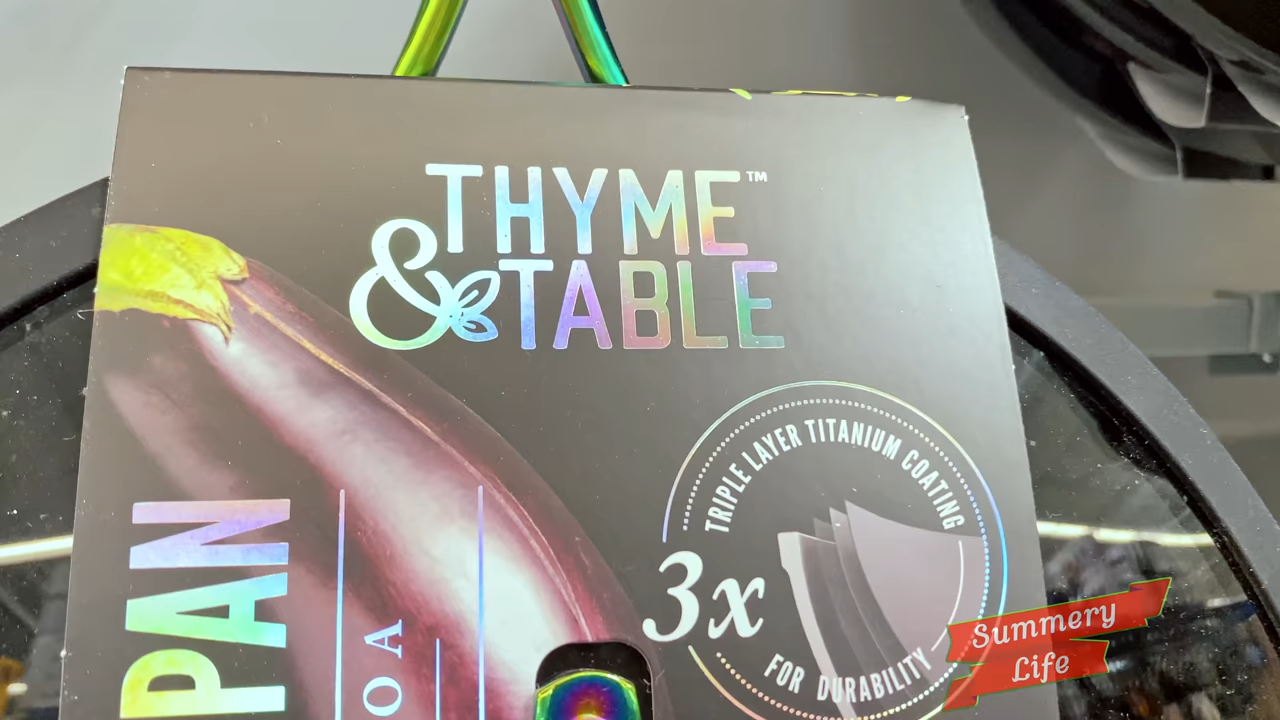 THYME™
& TABLE
TRIPLE LAYER TITANIUM COATING
3x
FOR DURABILITY
PAN
O A
Summery
Life